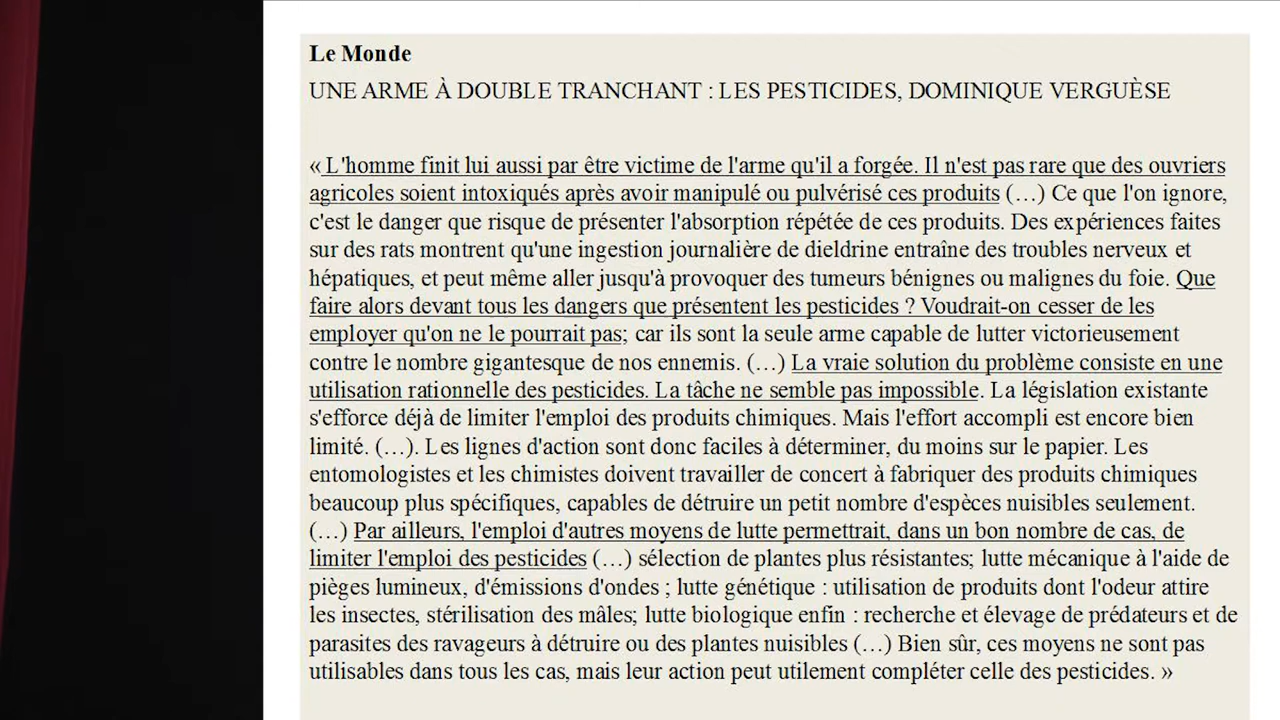 Le Monde
UNE ARME À DOUBLE TRANCHANT : LES PESTICIDES, DOMINIQUE VERGUÈSE
« L'homme finit lui aussi par être victime de l'arme qu'il a forgée. Il n'est pas rare que des ouvriers
agricoles soient intoxiqués après avoir manipulé ou pulvérisé ces produits (…) Ce que l'on ignore,
c'est le danger que risque de présenter l'absorption répétée de ces produits. Des expériences faites
sur des rats montrent qu'une ingestion journalière de dieldrine entraîne des troubles nerveux et
hépatiques, et peut même aller jusqu'à provoquer des tumeurs bénignes ou malignes du foie. Que
faire alors devant tous les dangers que présentent les pesticides ? Voudrait-on cesser de les
employer qu'on ne le pourrait pas; car ils sont la seule arme capable de lutter victorieusement
contre le nombre gigantesque de nos ennemis. (…) La vraie solution du problème consiste en une
utilisation rationnelle des pesticides. La tâche ne semble pas impossible. La législation existante
s'efforce déjà de limiter l'emploi des produits chimiques. Mais l'effort accompli est encore bien
limité. (…). Les lignes d'action sont donc faciles à déterminer, du moins sur le papier. Les
entomologistes et les chimistes doivent travailler de concert à fabriquer des produits chimiques
beaucoup plus spécifiques, capables de détruire un petit nombre d'espèces nuisibles seulement.
(…) Par ailleurs, l'emploi d'autres moyens de lutte permettrait, dans un bon nombre de cas, de
limiter l'emploi des pesticides (…) sélection de plantes plus résistantes; lutte mécanique à l'aide de
pièges lumineux, d'émissions d'ondes ; lutte génétique : utilisation de produits dont l'odeur attire
les insectes, stérilisation des mâles; lutte biologique enfin : recherche et élevage de prédateurs et de
parasites des ravageurs à détruire ou des plantes nuisibles (…) Bien sûr, ces moyens ne sont pas
utilisables dans tous les cas, mais leur action peut utilement compléter celle des pesticides. »